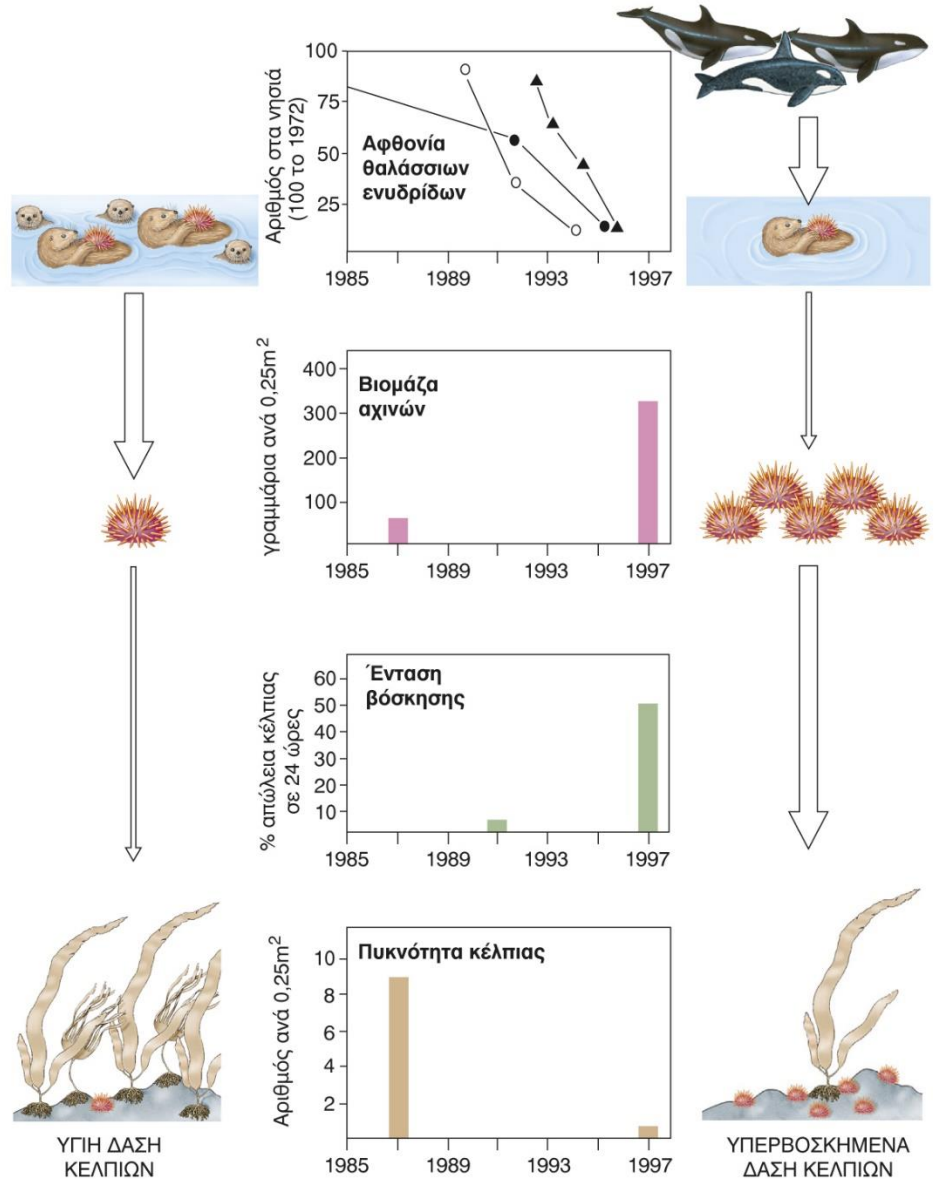 Αριθμός στα νησιά
(100 το 1972)
100
75
50
25
Αφθονία
θαλάσσιων
ενυδρίδων
1985
1989
1993
1997
γραμμάρια ανά 0,25m²
400
300
200
100
Βιομάζα
αχινών
1985
1989
1993
1997
% απώλεια κέλπιας
σε 24 ώρες
60
50
40
30
20
10
Ένταση
βόσκησης
1985
1989
1993
1997
Αριθμός ανά 0,25m²
10
8
6
4
2
Πυκνότητα κέλπιας
1985
1989
1993
1997
ΥΓΙΗ ΔΑΣΗ
ΚΕΛΠΙΩΝ
ΥΠΕΡΒΟΣΚΗΜΕΝΑ
ΔΑΣΗ ΚΕΛΠΙΩΝ